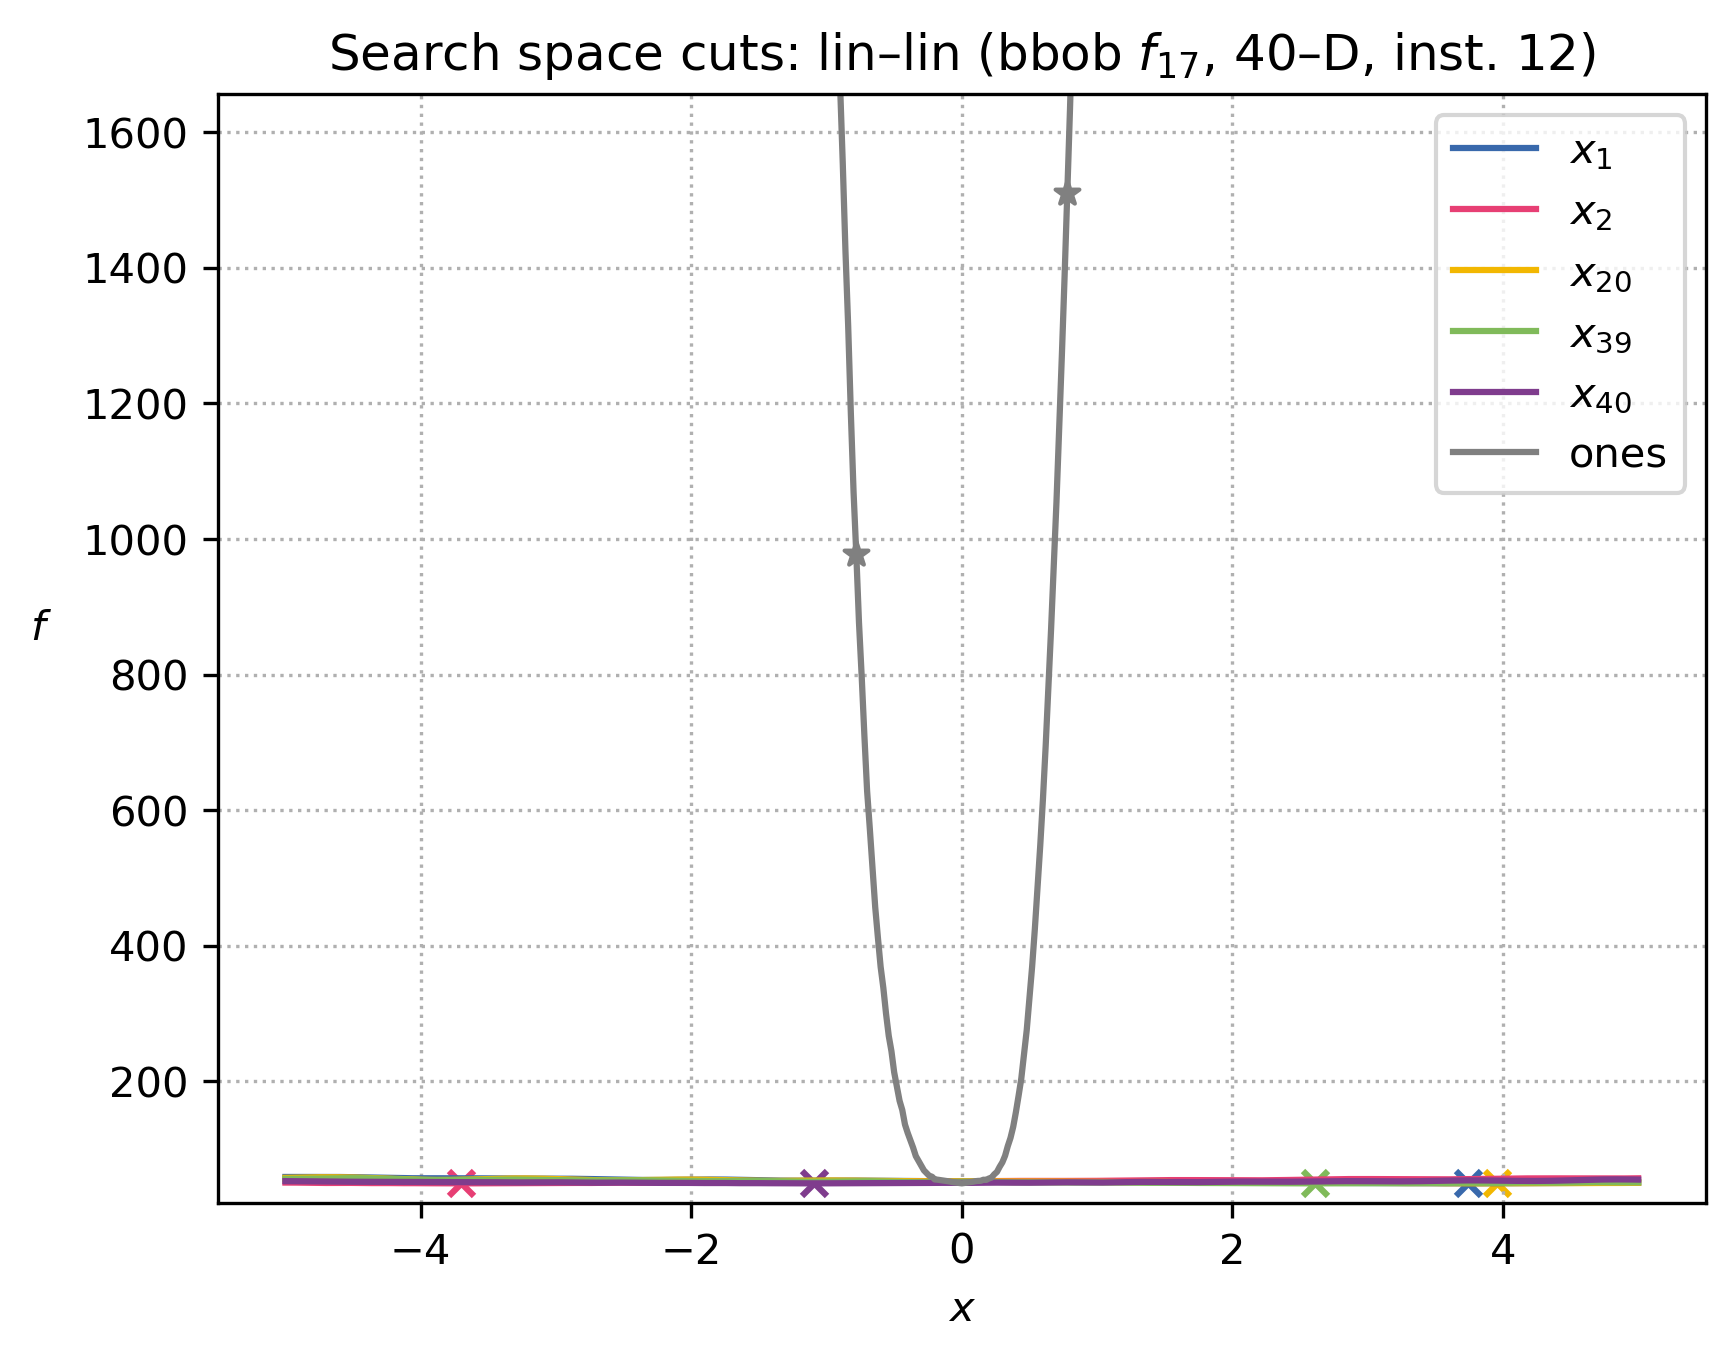 Search space cuts: lin–lin (bbob f₁₇, 40–D, inst. 12)
1600
1400
1200
1000
800
600
400
200
f
−4
−2
0
2
4
x
x₁
x₂
x₂₀
x₃₉
x₄₀
ones